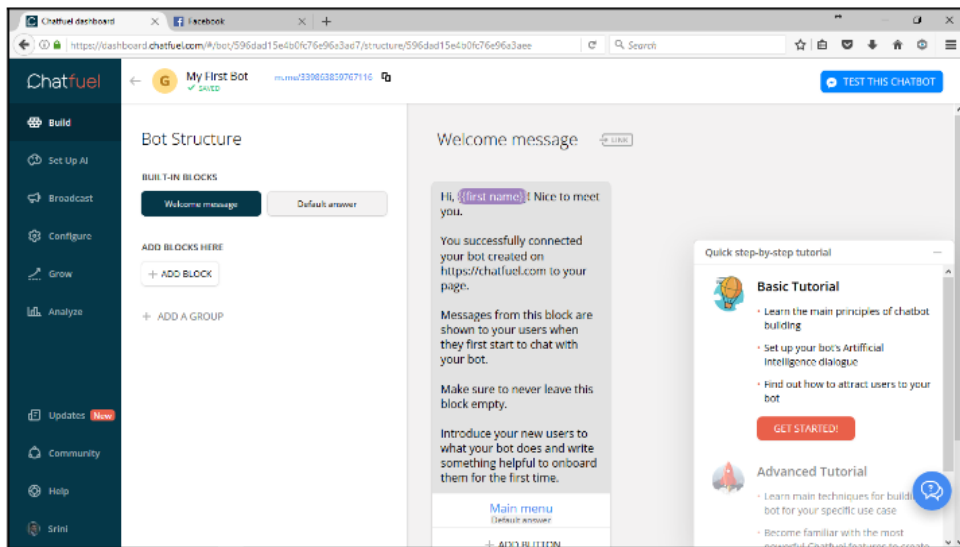 Chatfuel dashboard
Facebook
https://dashboard.chatfuel.com/#/bot/596dad15e4b0fc76e96a3ad7/structure/596dad15e4b0fc76e96a3aee
Search
Chatfuel
G
My First Bot
SAVED
m.me/339863839767116
TEST THIS CHATBOT
Build
Set Up AI
Broadcast
Configure
Grow
Analyze
Updates New
Community
Help
Srini
Bot Structure
BUILT-IN BLOCKS
Welcome message
Default answer
ADD BLOCKS HERE
+ ADD BLOCK
+ ADD A GROUP
Welcome message
LINK
Hi, {{first name}}! Nice to meet
you.
You successfully connected
your bot created on
https://chatfuel.com to your
page.
Messages from this block are
shown to your users when
they first start to chat with
your bot.
Make sure to never leave this
block empty.
Introduce your new users to
what your bot does and write
something helpful to onboard
them for the first time.
Main menu
Default answer
+ ADD BUTTON
Quick step-by-step tutorial
Basic Tutorial
• Learn the main principles of chatbot
building
• Set up your bot's Artifficial
Intelligence dialogue
• Find out how to attract users to your
bot
GET STARTED!
Advanced Tutorial
• Learn main techniques for
bot for your specific use case
• Become familiar with the most
powerful Chatfuel features to create